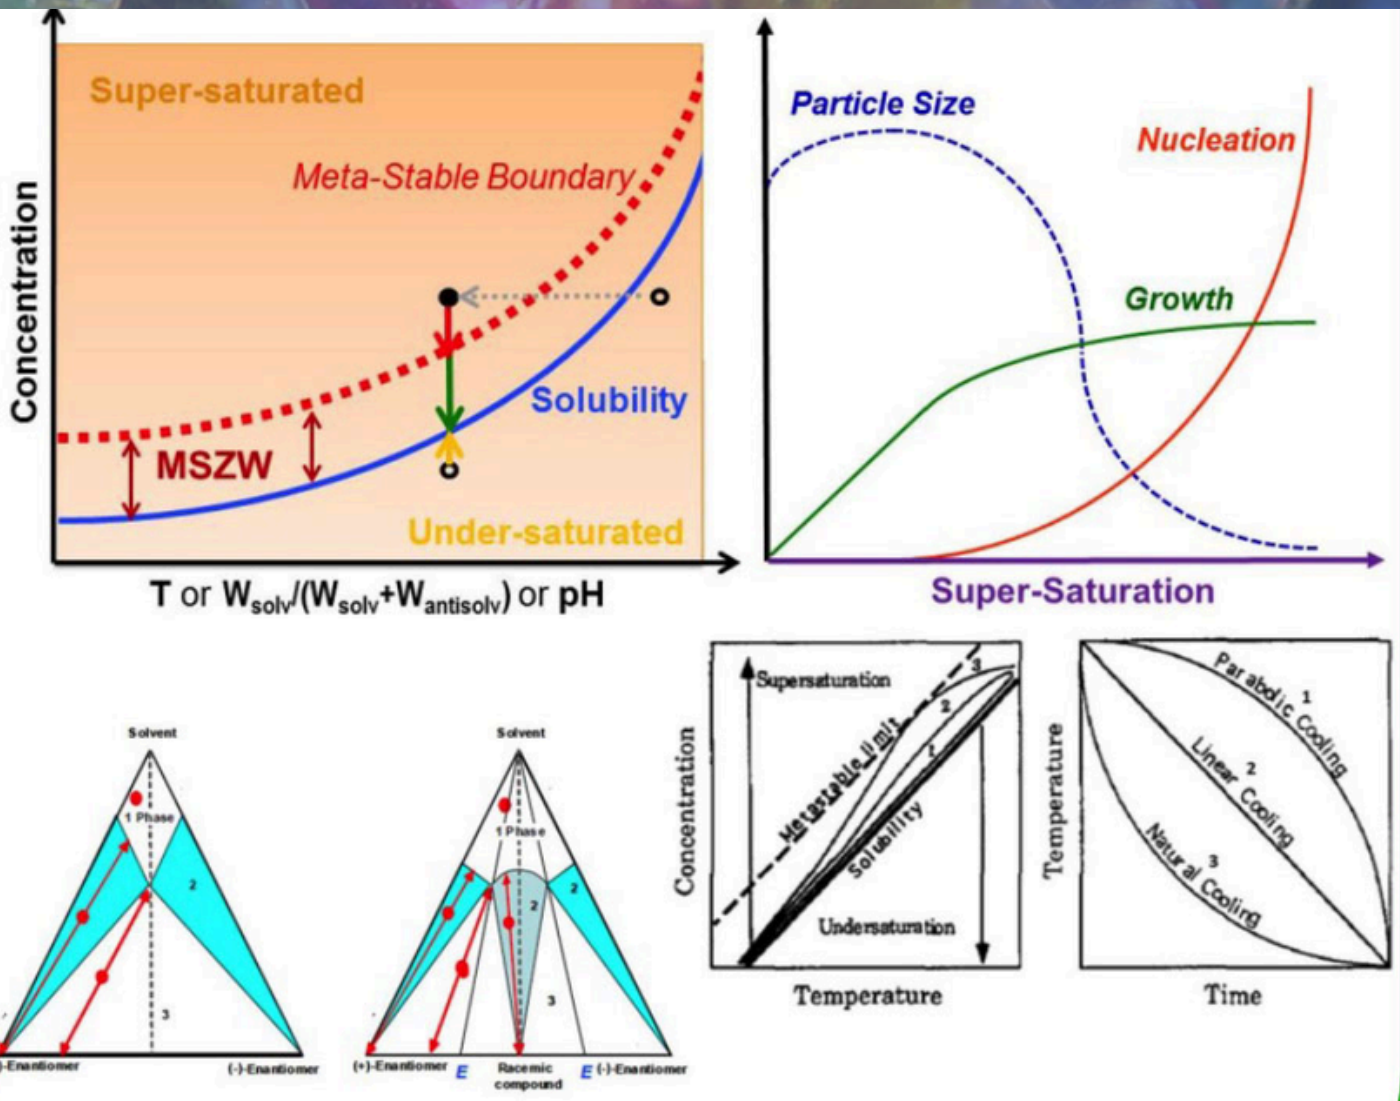 Super-saturated
Meta-Stable Boundary
Concentration
Solubility
MSZW
Under-saturated
T or Wsolv/(Wsolv+Wantisolv) or pH
Particle Size
Nucleation
Growth
Super-Saturation
Solvent
1 Phase
2
3
)-Enantiomer
(-)-Enantiomer
Solvent
1 Phase
2
2
3
(+)-Enantiomer
E
Racemic
compound
E
(-)-Enantiomer
Supersaturation
3
2
1
Metastable limit
Solubility
Undersaturation
Concentration
Temperature
Parabolic Cooling
1
Linear Cooling
2
Natural Cooling
3
Temperature
Time